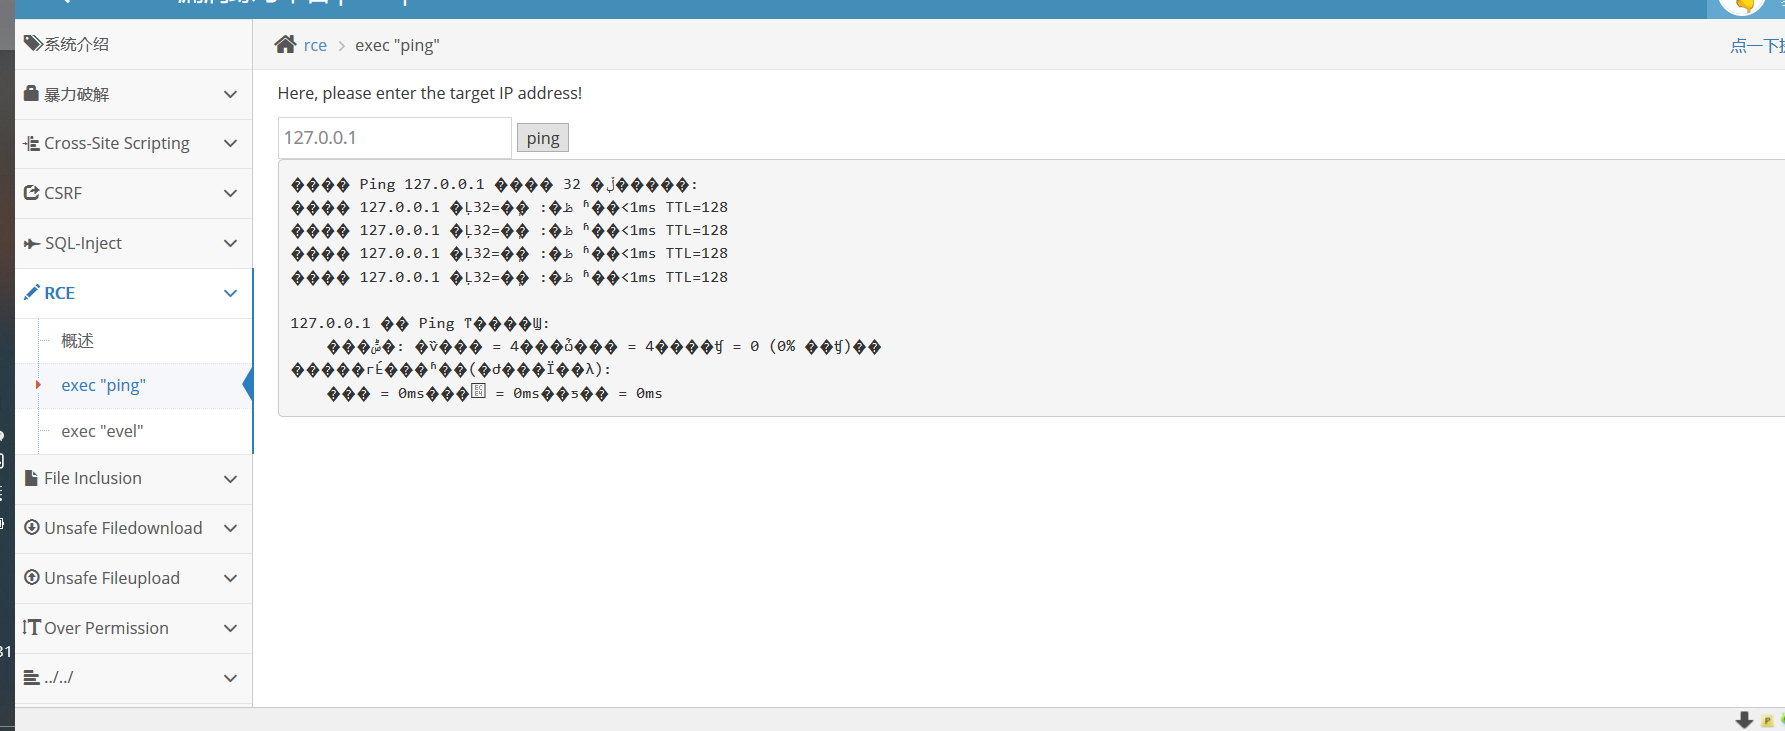 系统介绍
暴力破解
Cross-Site Scripting
CSRF
SQL-Inject
RCE
概述
exec "ping"
exec "evel"
File Inclusion
Unsafe Filedownload
Unsafe Fileupload
Over Permission
../../
31
rce > exec "ping"
点一下
Here, please enter the target IP address!
127.0.0.1 ping
���� Ping 127.0.0.1 ���� 32 �ֽ�����:
���� 127.0.0.1 �Ļظ�: �ֽ�=32 ʱ��<1ms TTL=128
���� 127.0.0.1 �Ļظ�: �ֽ�=32 ʱ��<1ms TTL=128
���� 127.0.0.1 �Ļظ�: �ֽ�=32 ʱ��<1ms TTL=128
���� 127.0.0.1 �Ļظ�: �ֽ�=32 ʱ��<1ms TTL=128
127.0.0.1 �� Ping ͳ����Ϣ:
= 4 = 4 = 0 (0%
= 0ms = 0ms = 0ms